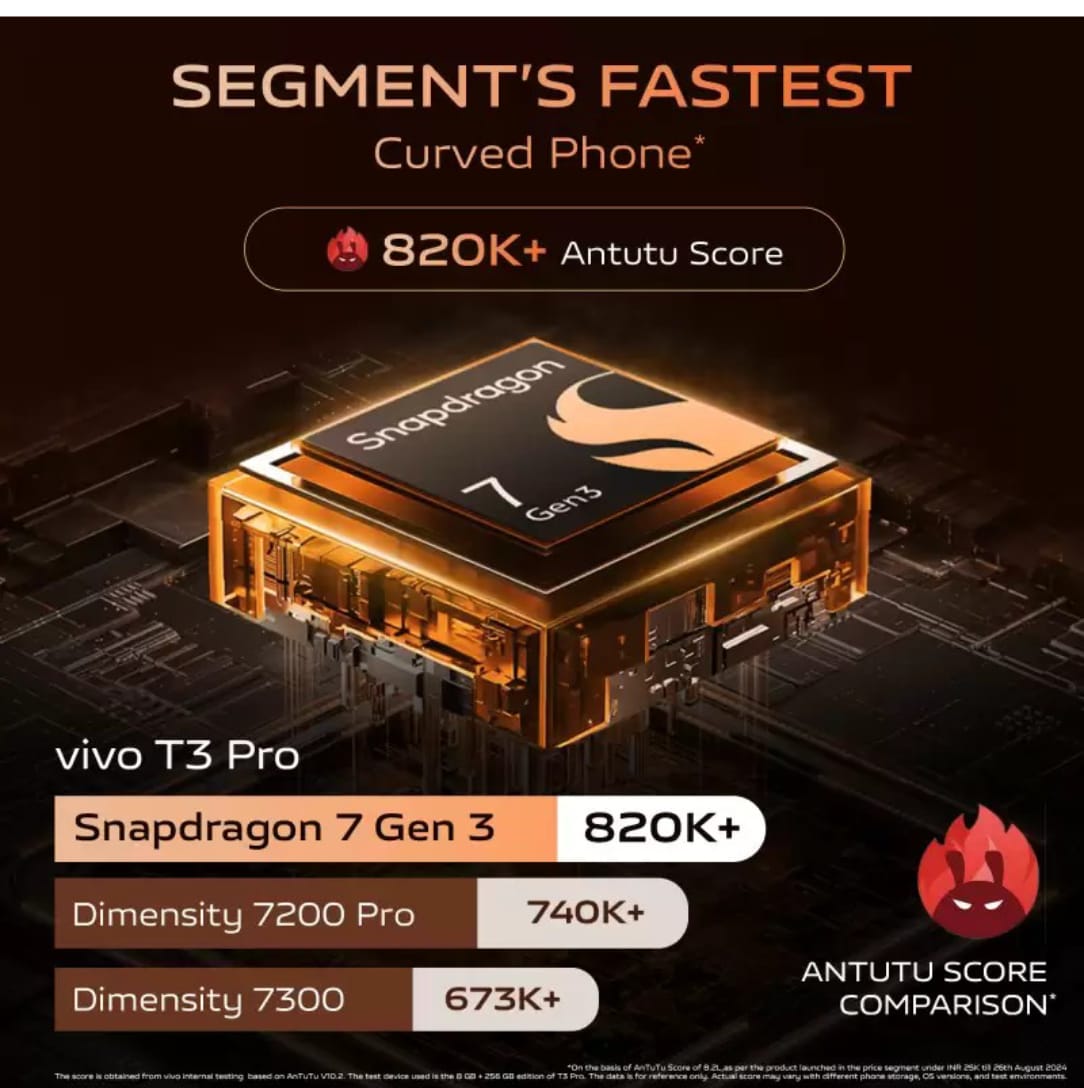 SEGMENT'S FASTEST
Curved Phone*
820K+ Antutu Score
Snapdragon
7
Gen3
vivo T3 Pro
Snapdragon 7 Gen 3 820K+
Dimensity 7200 Pro 740K+
Dimensity 7300 673K+
ANTUTU SCORE
COMPARISON*
*On the basis of AnTuTu Score of 8.2L, as per the product launched in the price segment under INR 25K till 26th August 2024
The score is obtained from vivo internal testing based on AnTuTu V10.2. The test device used is the 8 GB + 256 GB edition of T3 Pro. The data is for reference only. Actual score may vary with different phone storage, OS versions, and test environments.